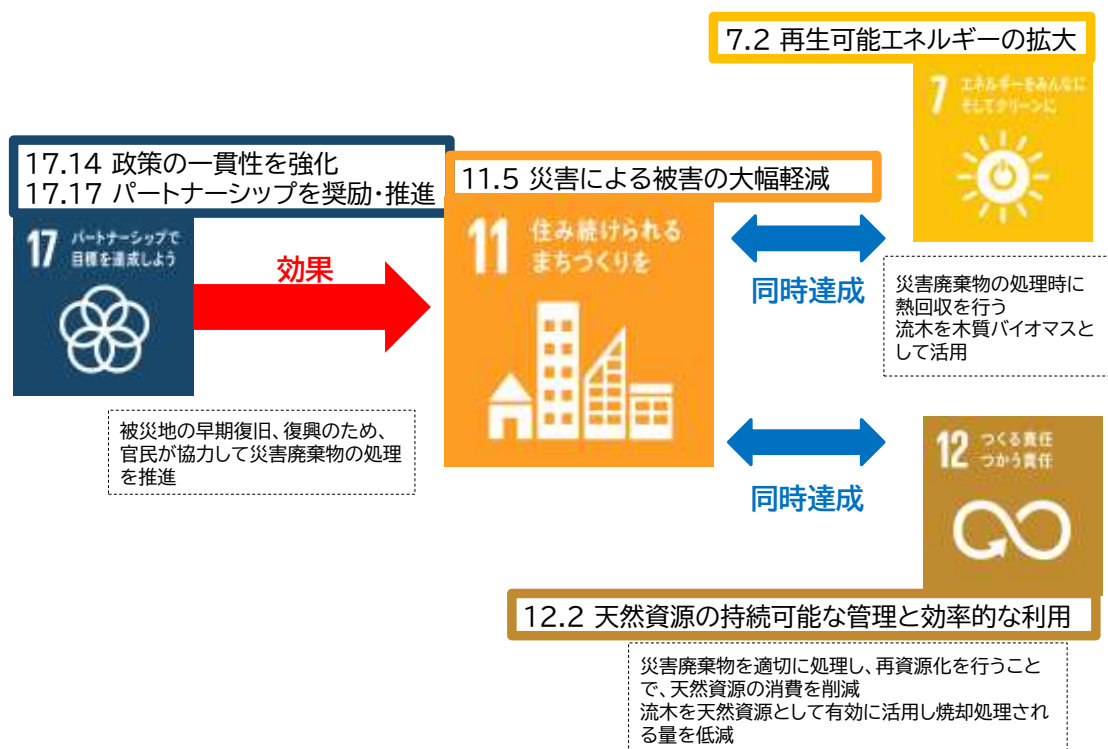 7.2 再生可能エネルギーの拡大
7 エネルギーをみんなに
そしてクリーンに
17.14 政策の一貫性を強化
17.17 パートナーシップを奨励・推進
11.5 災害による被害の大幅軽減
17 パートナーシップで
目標を達成しよう
効果
11 住み続けられる
まちづくりを
同時達成
災害廃棄物の処理時に
熱回収を行う
流木を木質バイオマスと
して活用
被災地の早期復旧、復興のため、
官民が協力して災害廃棄物の処理
を推進
同時達成
12 つくる責任
つかう責任
12.2 天然資源の持続可能な管理と効率的な利用
災害廃棄物を適切に処理し、再資源化を行うこと
で、天然資源の消費を削減
流木を天然資源として有効に活用し焼却処理され
る量を低減